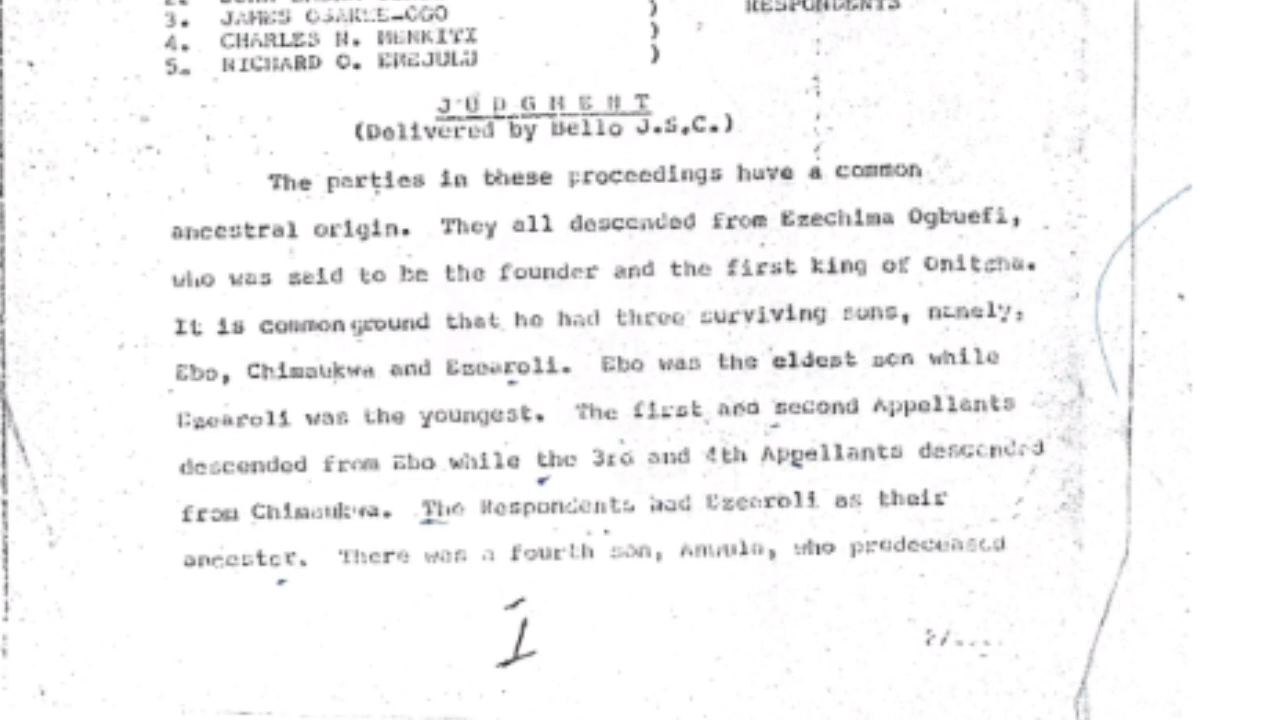 3. JAMES OSAKLE-OGO ) RESPONDENTS
4. CHARLES N. MENKITI )
5. RICHARD O. EREJULU )
J U D G M E N T
(Delivered by Bello J.S.C.)
The parties in these proceedings have a common
ancestral origin. They all descended from Ezechima Ogbuefi,
who was said to be the founder and the first king of Onitsha.
It is common ground that he had three surviving sons, namely,
Ebo, Chimaukwa and Ezearoli. Ebo was the eldest son while
Ezearoli was the youngest. The first and second Appellants
descended from Ebo while the 3rd and 4th Appellants descended
from Chimaukwa. The Respondents had Ezearoli as their
ancestor. There was a fourth son, who predeceased
1
2/....